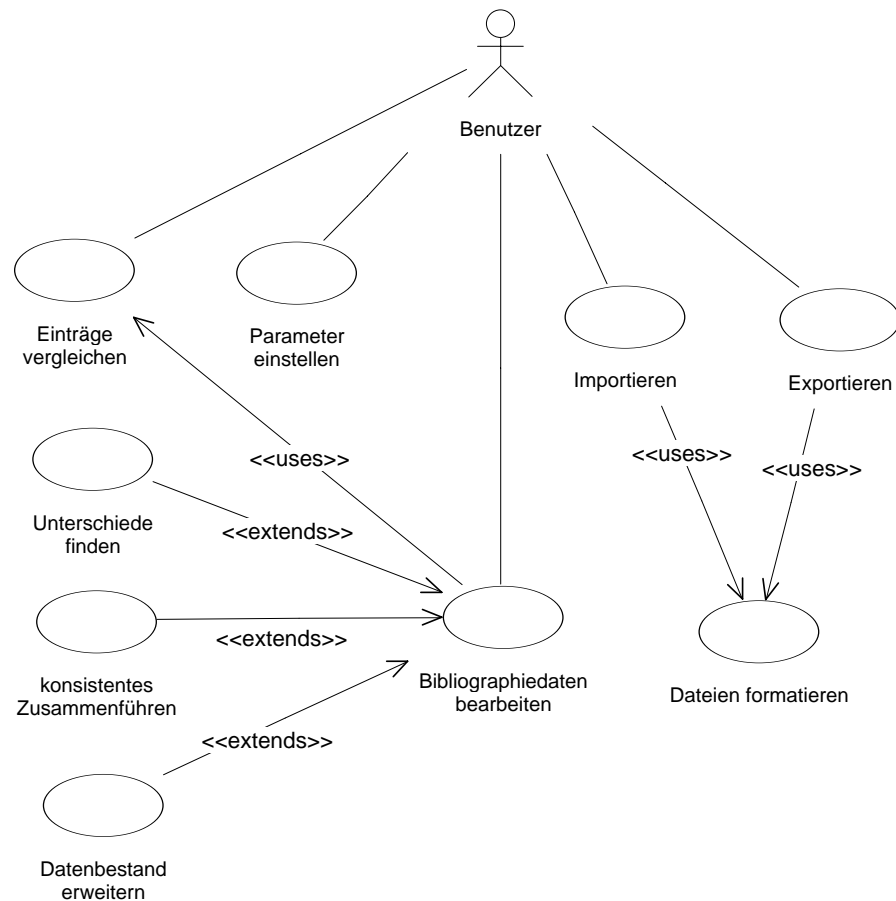 Benutzer
Einträge
vergleichen
Parameter
einstellen
Importieren
Exportieren
<<uses>>
<<uses>>
<<uses>>
Unterschiede
finden
<<extends>>
konsistentes
Zusammenführen
<<extends>>
Bibliographiedaten
bearbeiten
Dateien formatieren
<<extends>>
Datenbestand
erweitern